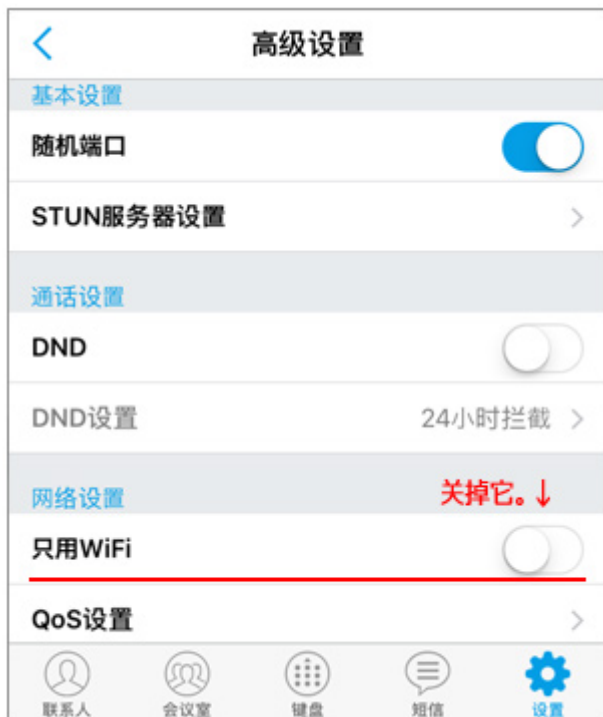 高级设置
基本设置
随机端口
STUN服务器设置
通话设置
DND
DND设置 24小时拦截
网络设置 关掉它。↓
只用WiFi
QoS设置
联系人 会议室 键盘 短信 设置